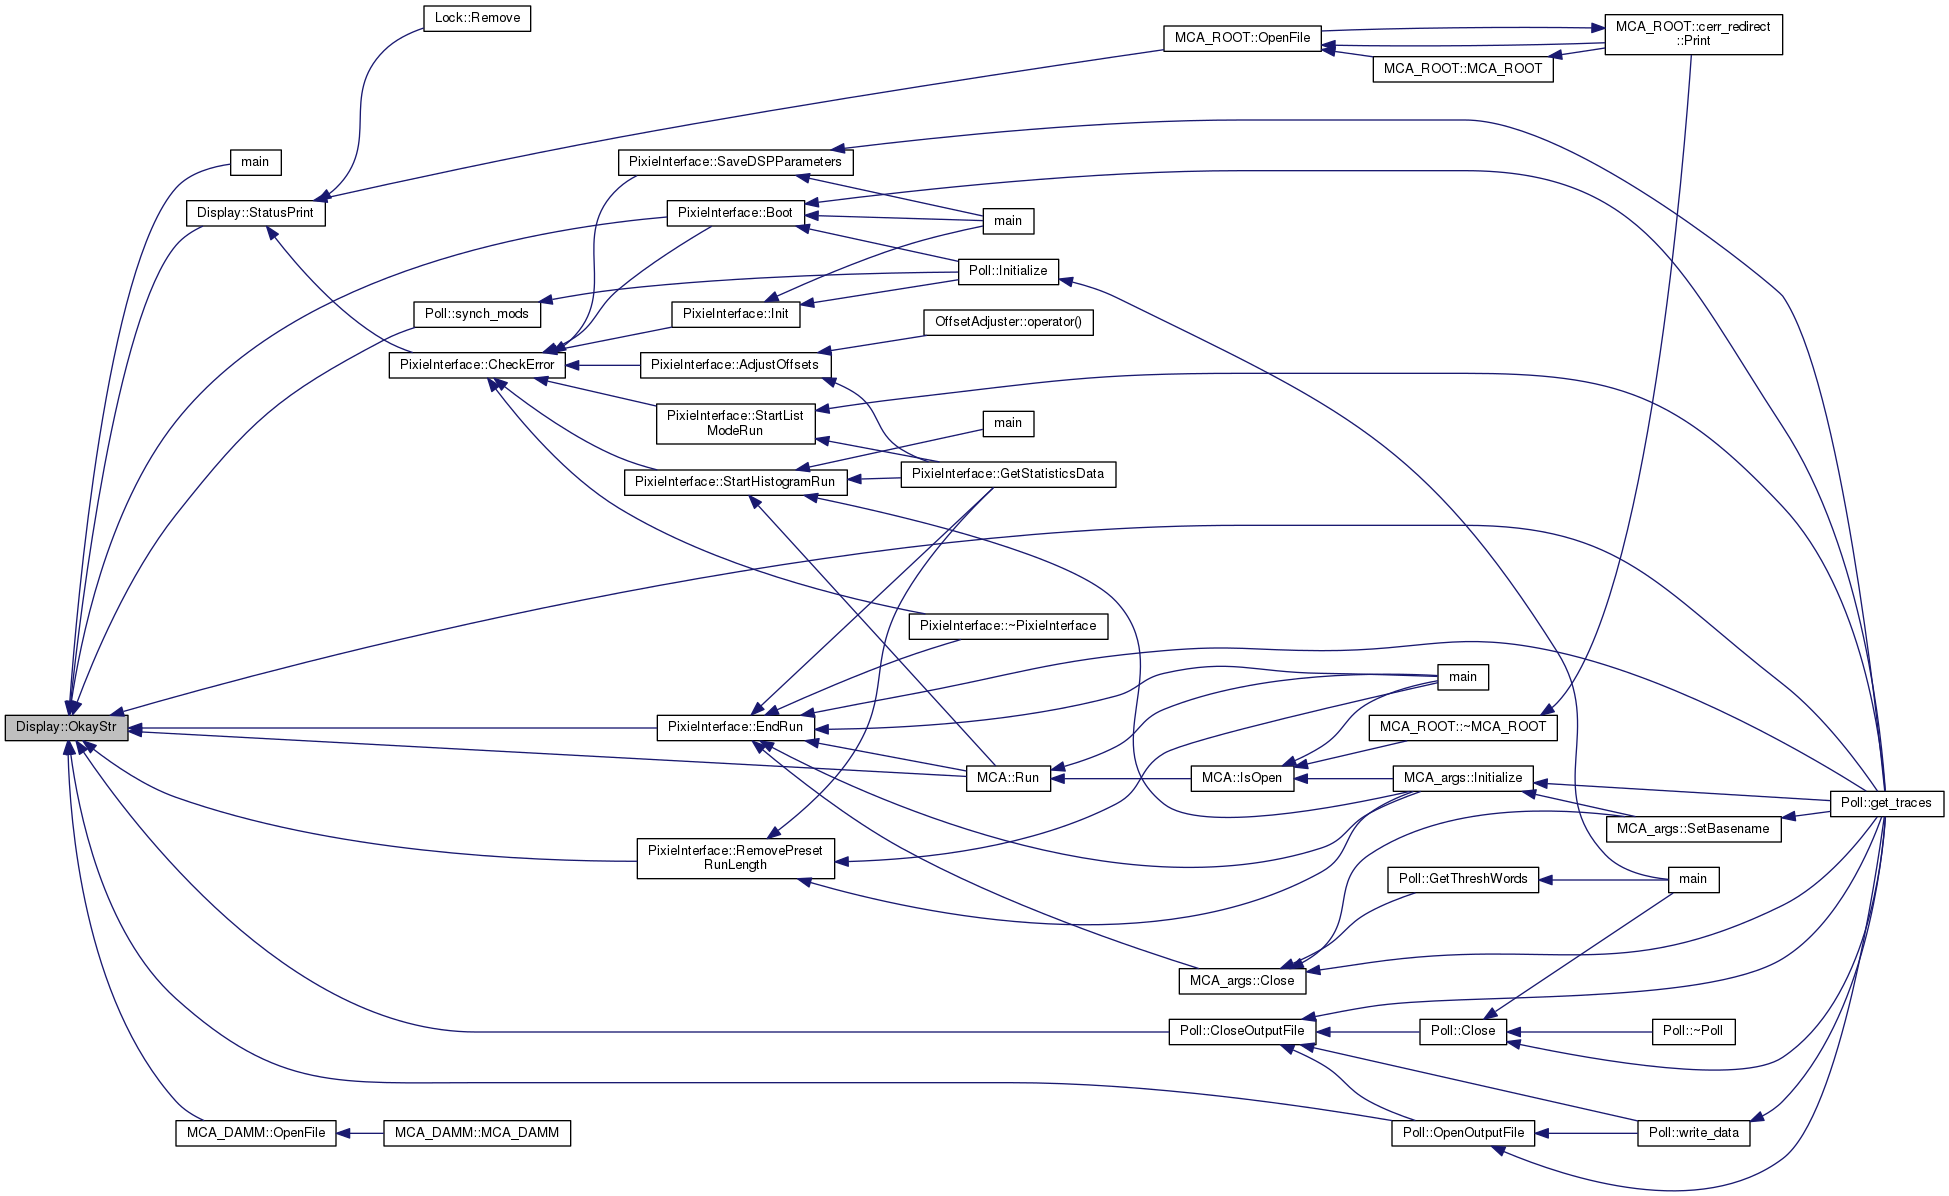 Lock::Remove
MCA_ROOT::OpenFile
MCA_ROOT::cerr_redirect
::Print
MCA_ROOT::MCA_ROOT
main
PixieInterface::SaveDSPParameters
Display::StatusPrint
PixieInterface::Boot
main
Poll::Initialize
Poll::synch_mods
PixieInterface::Init
OffsetAdjuster::operator()
PixieInterface::CheckError
PixieInterface::AdjustOffsets
PixieInterface::StartList
ModeRun
main
PixieInterface::GetStatisticsData
PixieInterface::StartHistogramRun
PixieInterface::~PixieInterface
main
Display::OkayStr
PixieInterface::EndRun
MCA_ROOT::~MCA_ROOT
MCA::Run
MCA::IsOpen
MCA_args::Initialize
Poll::get_traces
MCA_args::SetBasename
PixieInterface::RemovePreset
RunLength
Poll::GetThreshWords
main
MCA_args::Close
Poll::CloseOutputFile
Poll::Close
Poll::~Poll
MCA_DAMM::OpenFile
MCA_DAMM::MCA_DAMM
Poll::OpenOutputFile
Poll::write_data